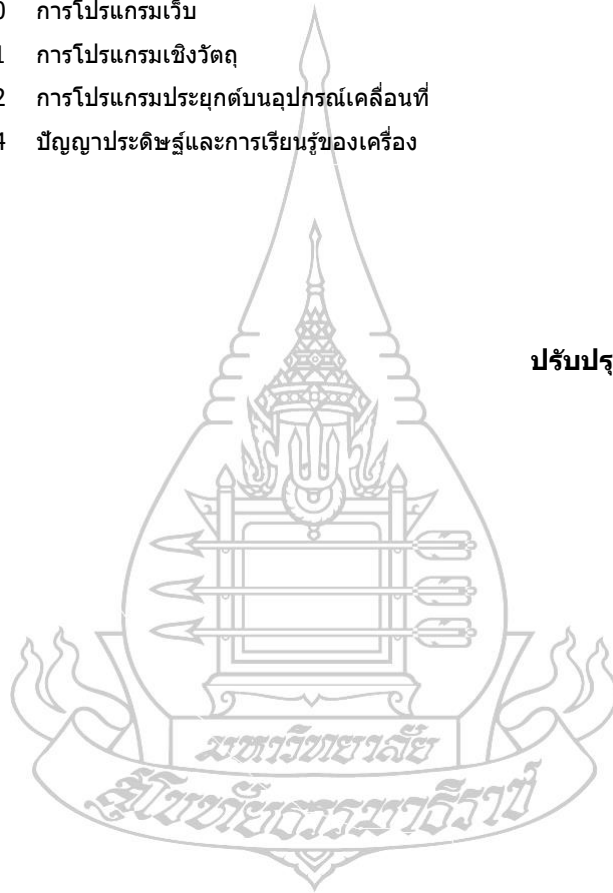 0 การโปรแกรมเว็บ
1 การโปรแกรมเชิงวัตถุ
2 การโปรแกรมประยุกต์บนอุปกรณ์เคลื่อนที่
4 ปัญญาประดิษฐ์และการเรียนรู้ของเครื่อง
ปรับปรุ
มหาวิทยาลัย
สุโขทัยธรรมาธิราช